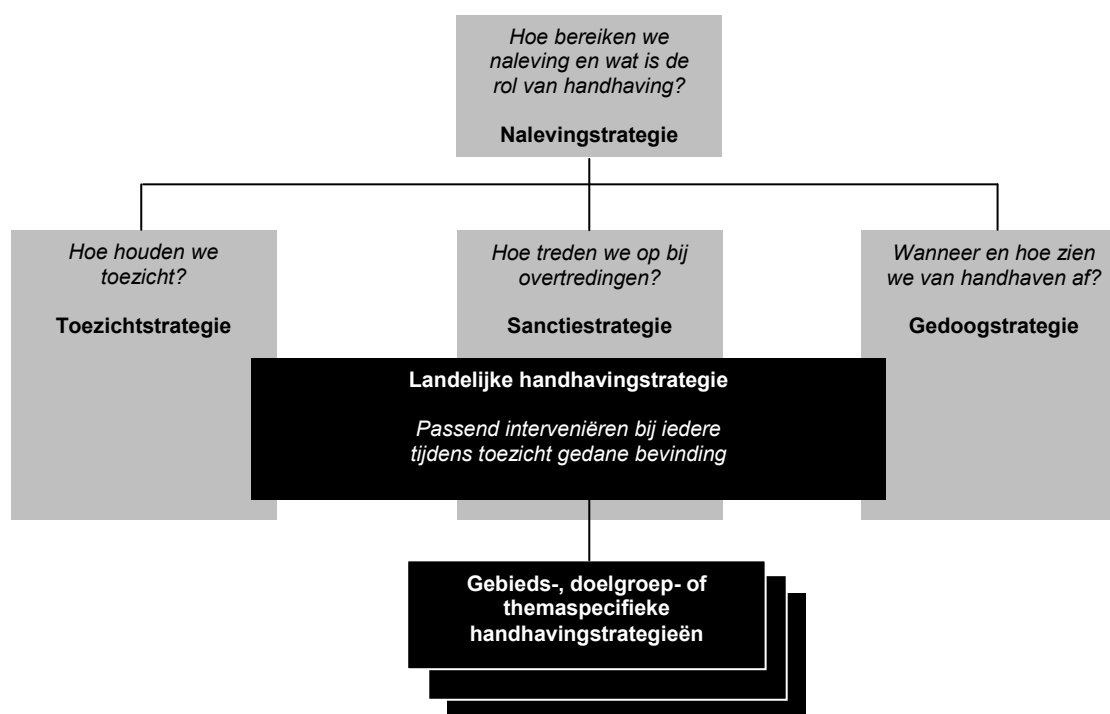 Hoe bereiken we
naleving en wat is de
rol van handhaving?
Nalevingstrategie
Hoe houden we
toezicht?
Toezichtstrategie
Hoe treden we op bij
overtredingen?
Sanctiestrategie
Wanneer en hoe zien
we van handhaven af?
Gedoogstrategie
Landelijke handhavingstrategie
Passend interveniëren bij iedere
tijdens toezicht gedane bevinding
Gebieds-, doelgroep- of
themaspecifieke
handhavingstrategieën